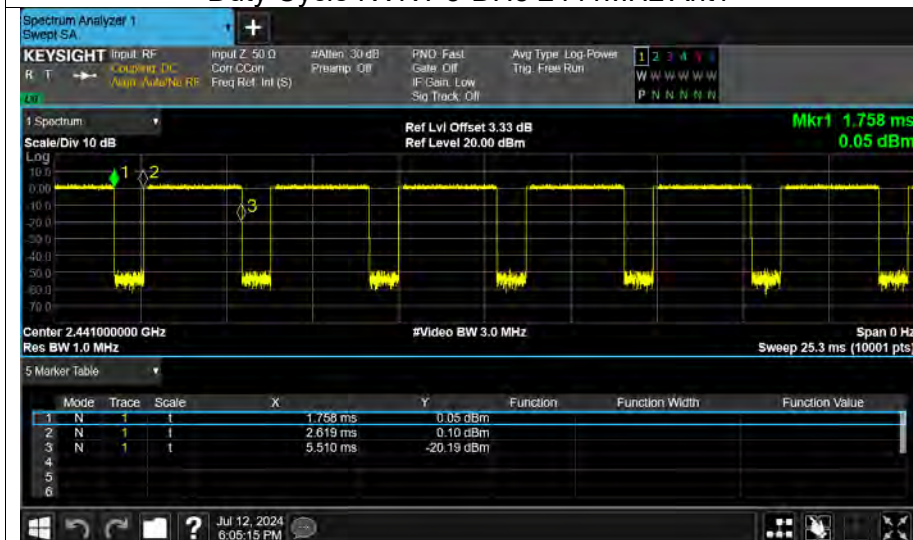 Spectrum Analyzer 1
Swept SA
+
KEYSIGHT Input: RF Input Z: 50 Ω #Atten: 30 dB PNO: Fast Avg Type: Log-Power 1 2 3 4 5 6
R T Coupling: DC Corr CCorr Preamp: Off Gate: Off Trig: Free Run W W W W W W
Align: Auto/No RF Freq Ref: Int (S) IF Gain: Low
Sig Track: Off P N N N N N
1 Spectrum Ref Lvl Offset 3.33 dB Mkr1 1.758 ms
Scale/Div 10 dB Ref Level 20.00 dBm 0.05 dBm
Log
10.0
0.00
-10.0
-20.0
-30.0
-40.0
-50.0
-60.0
-70.0
1
2
3
Center 2.441000000 GHz #Video BW 3.0 MHz Span 0 Hz
Res BW 1.0 MHz Sweep 25.3 ms (10001 pts)
5 Marker Table
Mode Trace Scale X Y Function Function Width Function Value
1 N 1 t 1.758 ms 0.05 dBm
2 N 1 t 2.619 ms 0.10 dBm
3 N 1 t 5.510 ms -20.19 dBm
4
5
6
? Jul 12, 2024
6:05:15 PM